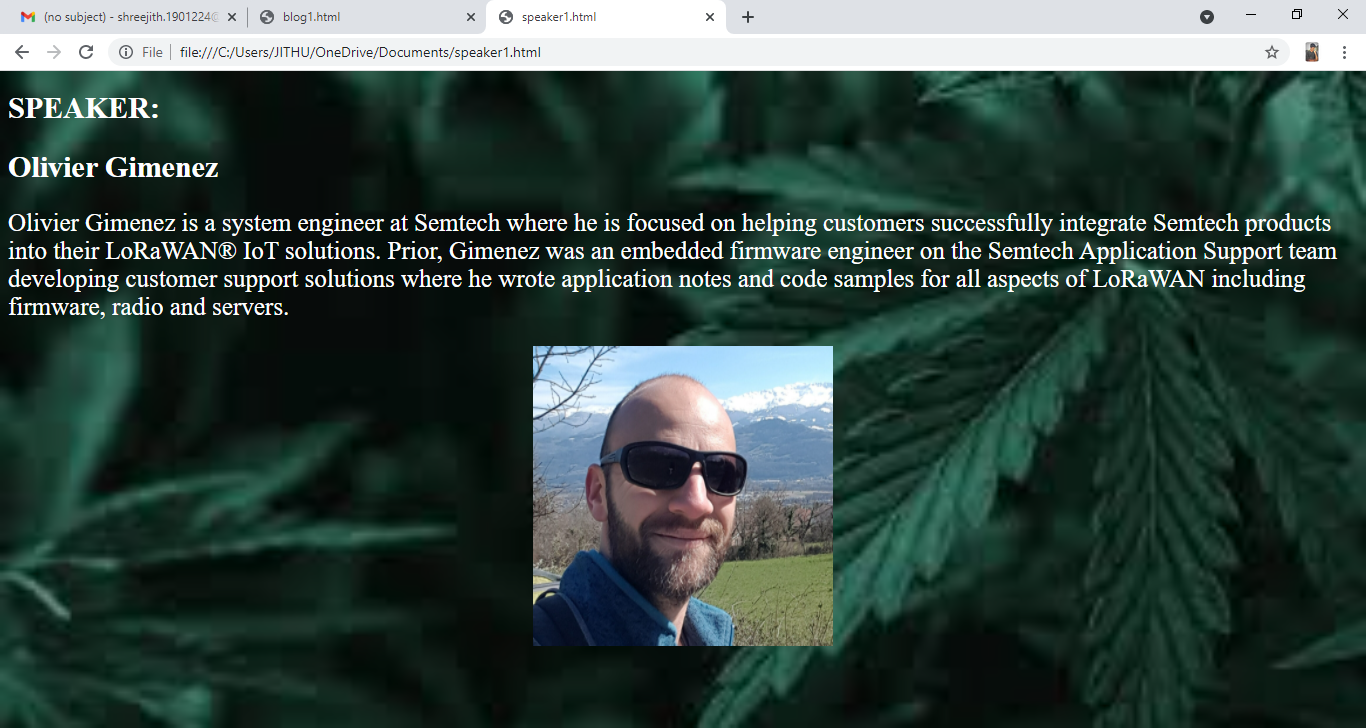 (no subject) - shreejith.1901224@
blog1.html
speaker1.html
File
file:///C:/Users/JITHU/OneDrive/Documents/speaker1.html
SPEAKER:
Olivier Gimenez
Olivier Gimenez is a system engineer at Semtech where he is focused on helping customers successfully integrate Semtech products
into their LoRaWAN® IoT solutions. Prior, Gimenez was an embedded firmware engineer on the Semtech Application Support team
developing customer support solutions where he wrote application notes and code samples for all aspects of LoRaWAN including
firmware, radio and servers.